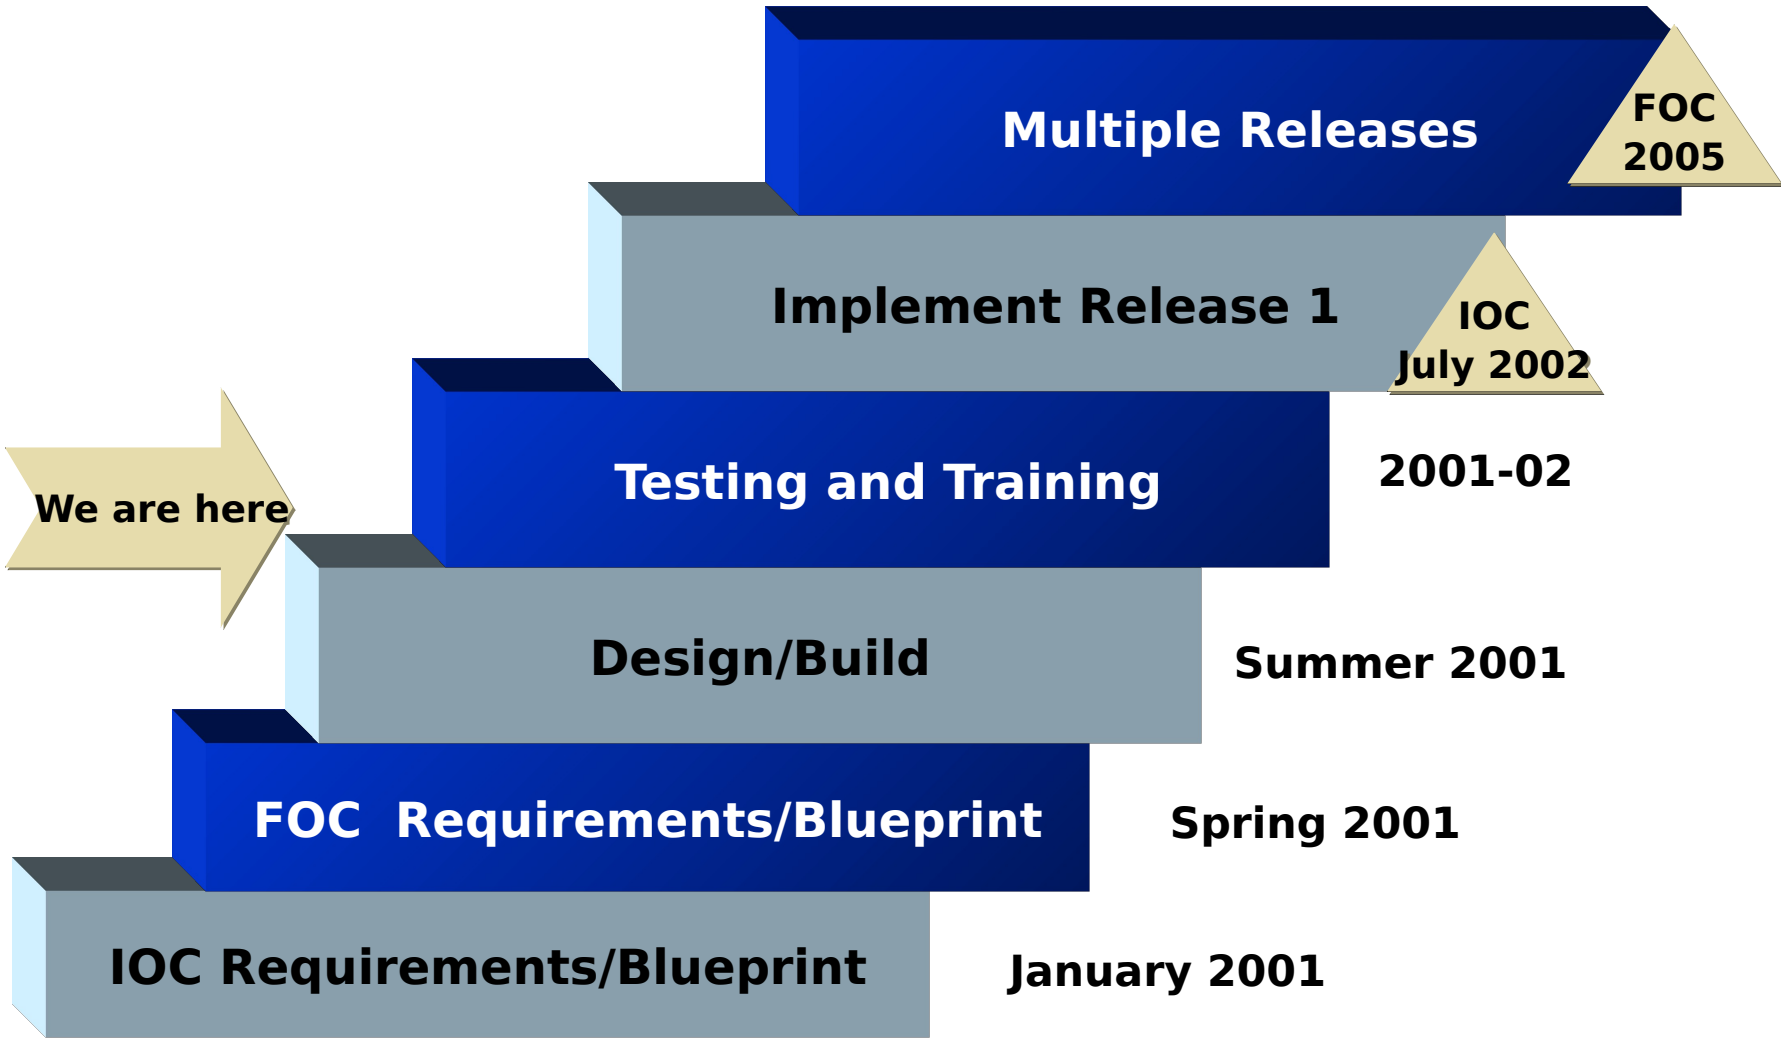 Multiple Releases
FOC
2005
Implement Release 1
IOC
July 2002
Testing and Training
2001-02
We are here
Design/Build
Summer 2001
FOC  Requirements/Blueprint
Spring 2001
IOC Requirements/Blueprint
January 2001